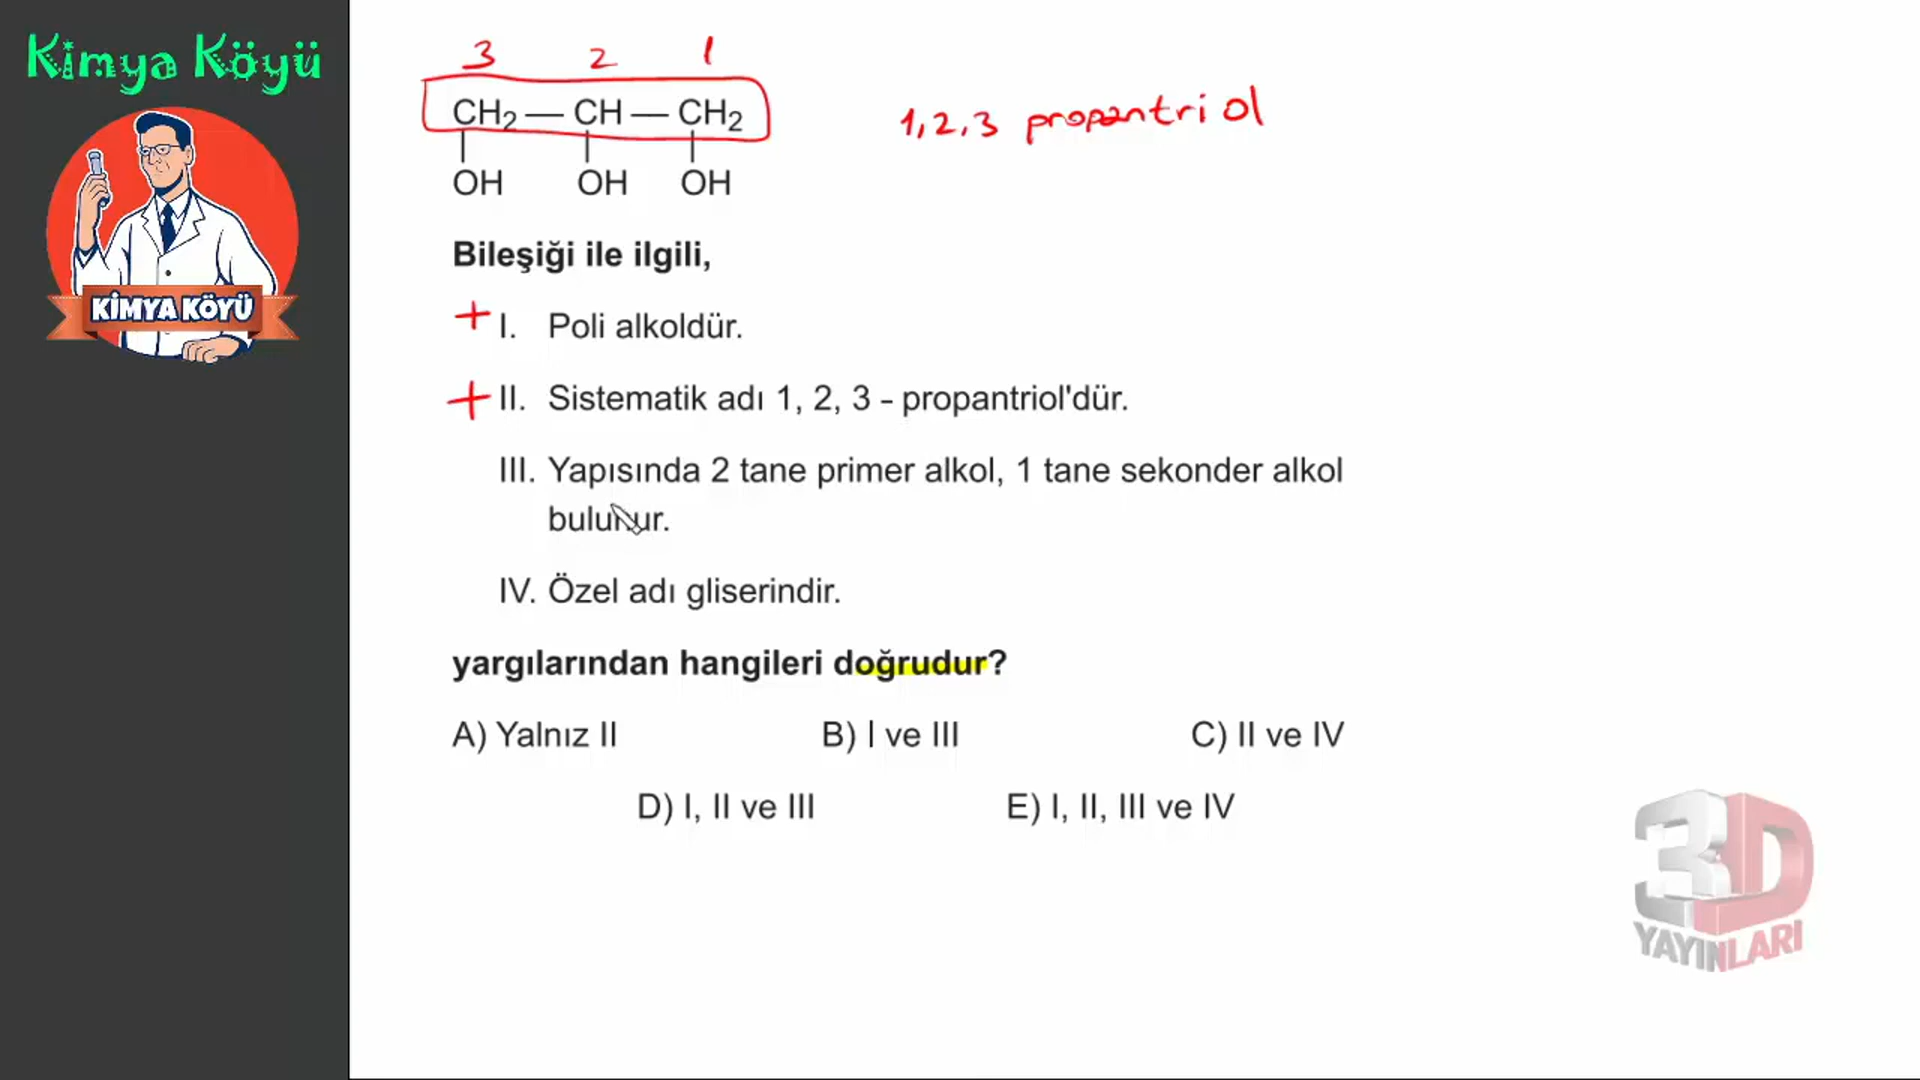 Kimya Köyü
KİMYA KÖYÜ
3 2 1
CH2 — CH — CH2
OH OH OH
1,2,3 propantriol
Bileşiği ile ilgili,
+ I. Poli alkoldür.
+ II. Sistematik adı 1, 2, 3 - propantriol'dür.
III. Yapısında 2 tane primer alkol, 1 tane sekonder alkol
bulunur.
IV. Özel adı gliserindir.
yargılarından hangileri doğrudur?
A) Yalnız II B) I ve III C) II ve IV
D) I, II ve III E) I, II, III ve IV
3D
YAYINLARI